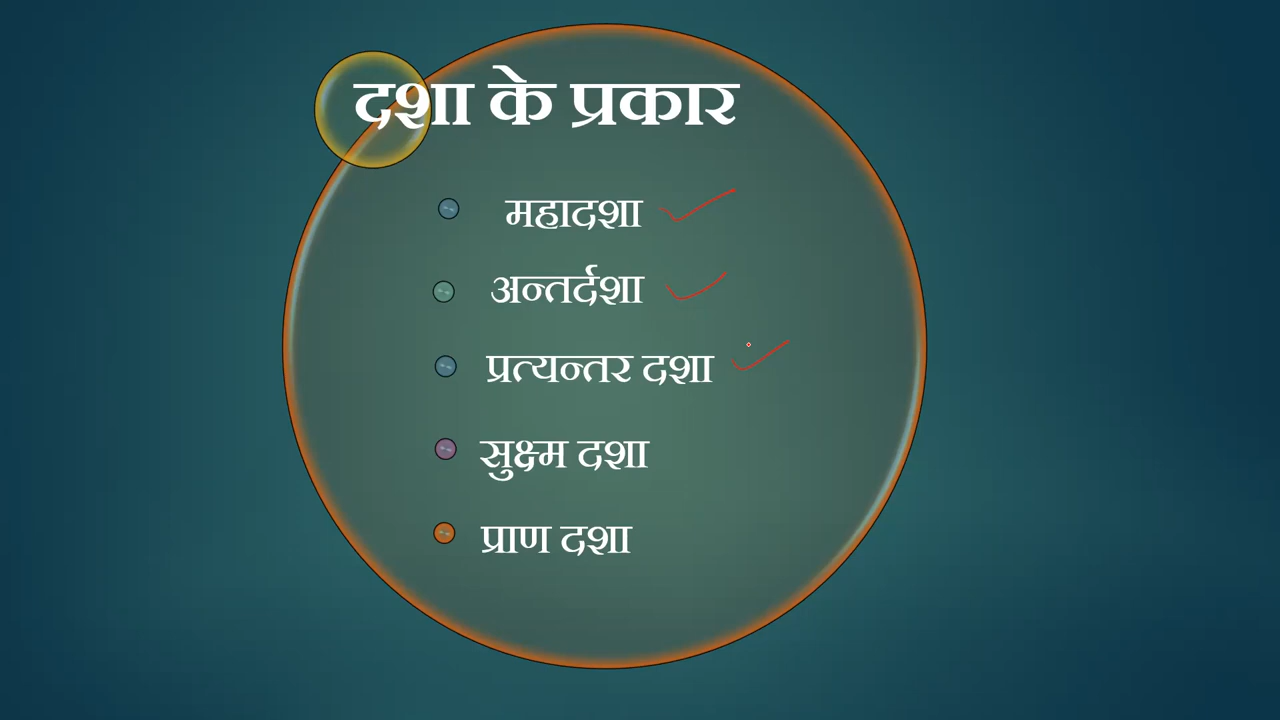 दशा के प्रकार
महादशा
अन्तर्दशा
प्रत्यन्तर दशा
सुक्ष्म दशा
प्राण दशा